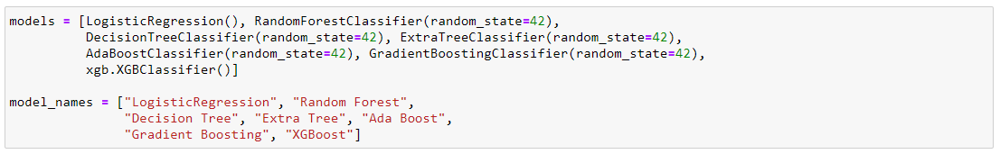 models = [LogisticRegression(), RandomForestClassifier(random_state=42),
          DecisionTreeClassifier(random_state=42), ExtraTreeClassifier(random_state=42),
          AdaBoostClassifier(random_state=42), GradientBoostingClassifier(random_state=42),
          xgb.XGBClassifier()]

model_names = ["LogisticRegression", "Random Forest",
               "Decision Tree", "Extra Tree", "Ada Boost",
               "Gradient Boosting", "XGBoost"]